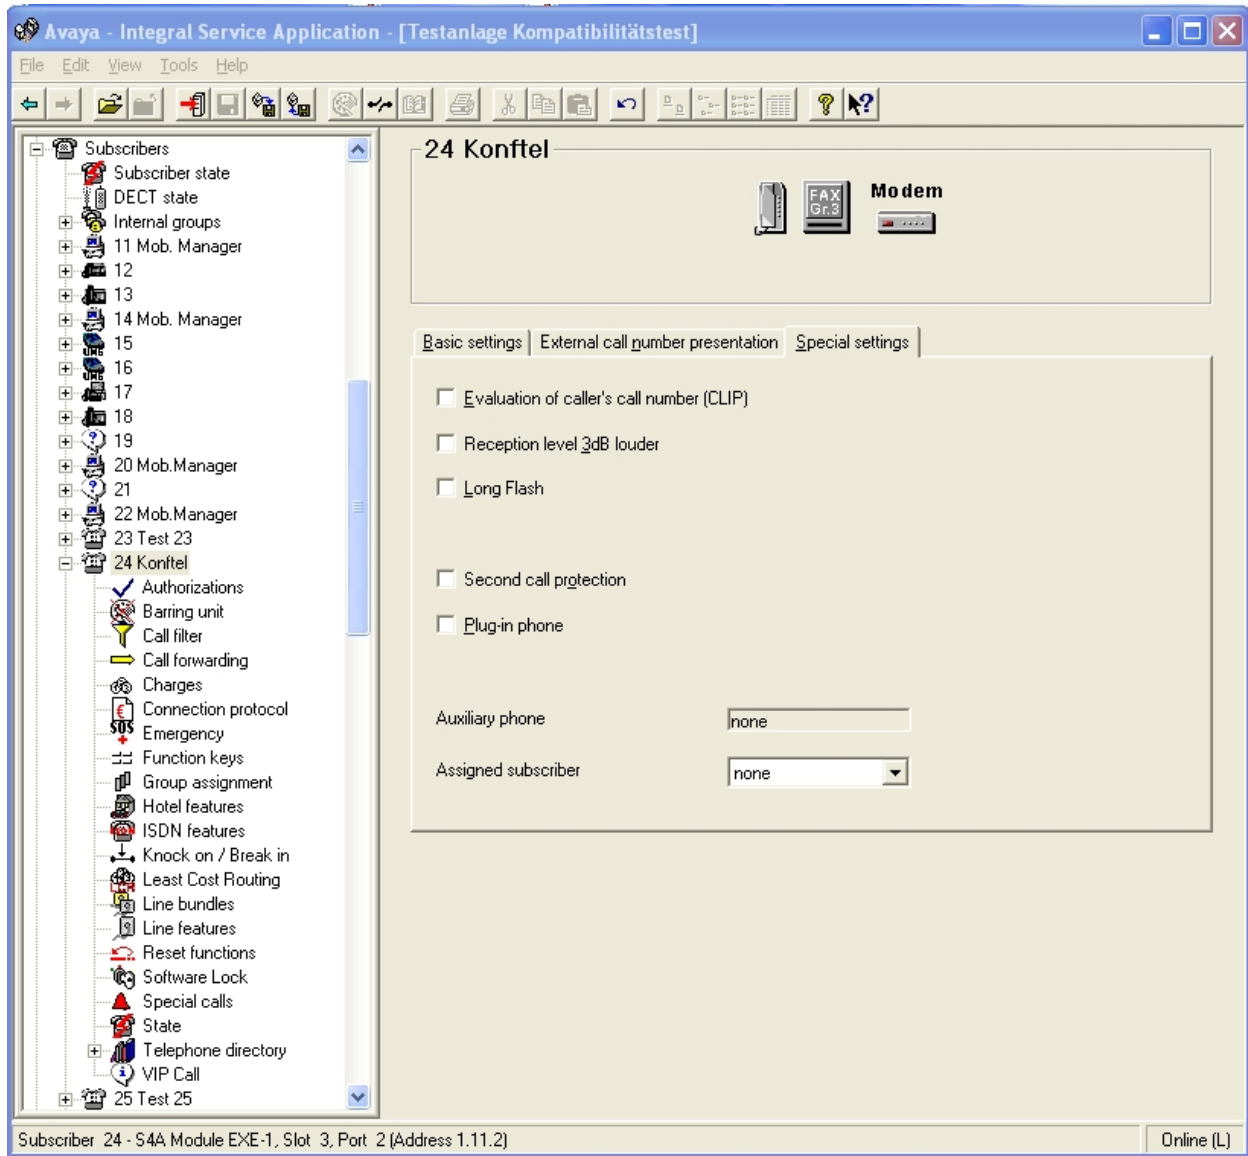 Avaya - Integral Service Application - [Testanlage Kompatibilitätstest]
File Edit View Tools Help
Subscribers
Subscriber state
DECT state
Internal groups
11 Mob. Manager
12
13
14 Mob. Manager
15
16
17
18
19
20 Mob.Manager
21
22 Mob.Manager
23 Test 23
24 Konftel
Authorizations
Barring unit
Call filter
Call forwarding
Charges
Connection protocol
Emergency
Function keys
Group assignment
Hotel features
ISDN features
Knock on / Break in
Least Cost Routing
Line bundles
Line features
Reset functions
Software Lock
Special calls
State
Telephone directory
VIP Call
25 Test 25
24 Konftel
FAX
Gr.3
Modem
Basic settings External call number presentation Special settings
Evaluation of caller's call number (CLIP)
Reception level 3dB louder
Long Flash
Second call protection
Plug-in phone
Auxiliary phone none
Assigned subscriber none
Subscriber 24 - S4A Module EXE-1, Slot 3, Port 2 (Address 1.11.2) Online (L)